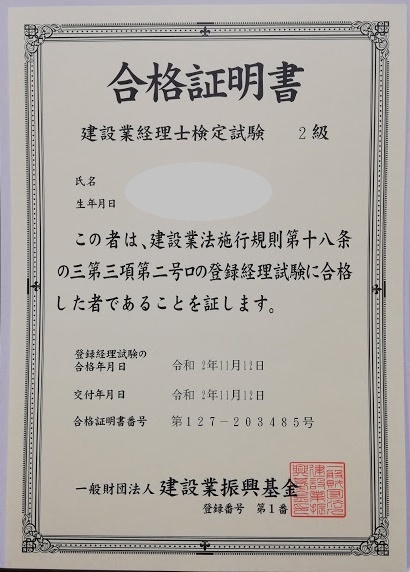 合格証明書
建設業経理士検定試験 2級
氏名
生年月日
この者は、建設業法施行規則第十八条
の三第三項第二号ロの登録経理試験に合格
した者であることを証します。
登録経理試験の
合格年月日 令和 2年11月12日
交付年月日 令和 2年11月12日
合格証明書番号 第127-203485号
一般財団法人 建設業振興基金
登録番号 第1番